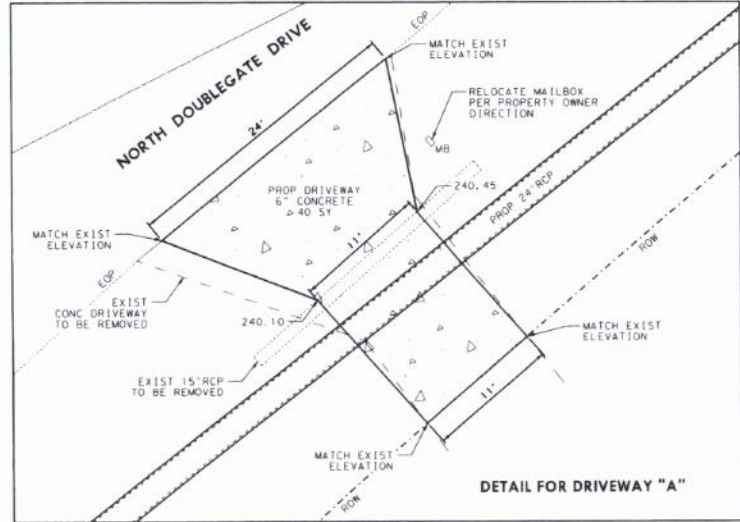 EOP
MATCH EXIST
ELEVATION
NORTH DOUBLEGATE DRIVE
24'
RELOCATE MAILBOX
PER PROPERTY OWNER
DIRECTION
MB
PROP DRIVEWAY
6" CONCRETE
40 SY
240.45
PROP 24"RCP
MATCH EXIST
ELEVATION
11'
ROW
EOP
EXIST
CONC DRIVEWAY
TO BE REMOVED
240.10
MATCH EXIST
ELEVATION
EXIST 15"RCP
TO BE REMOVED
11'
MATCH EXIST
ELEVATION
ROW
DETAIL FOR DRIVEWAY "A"